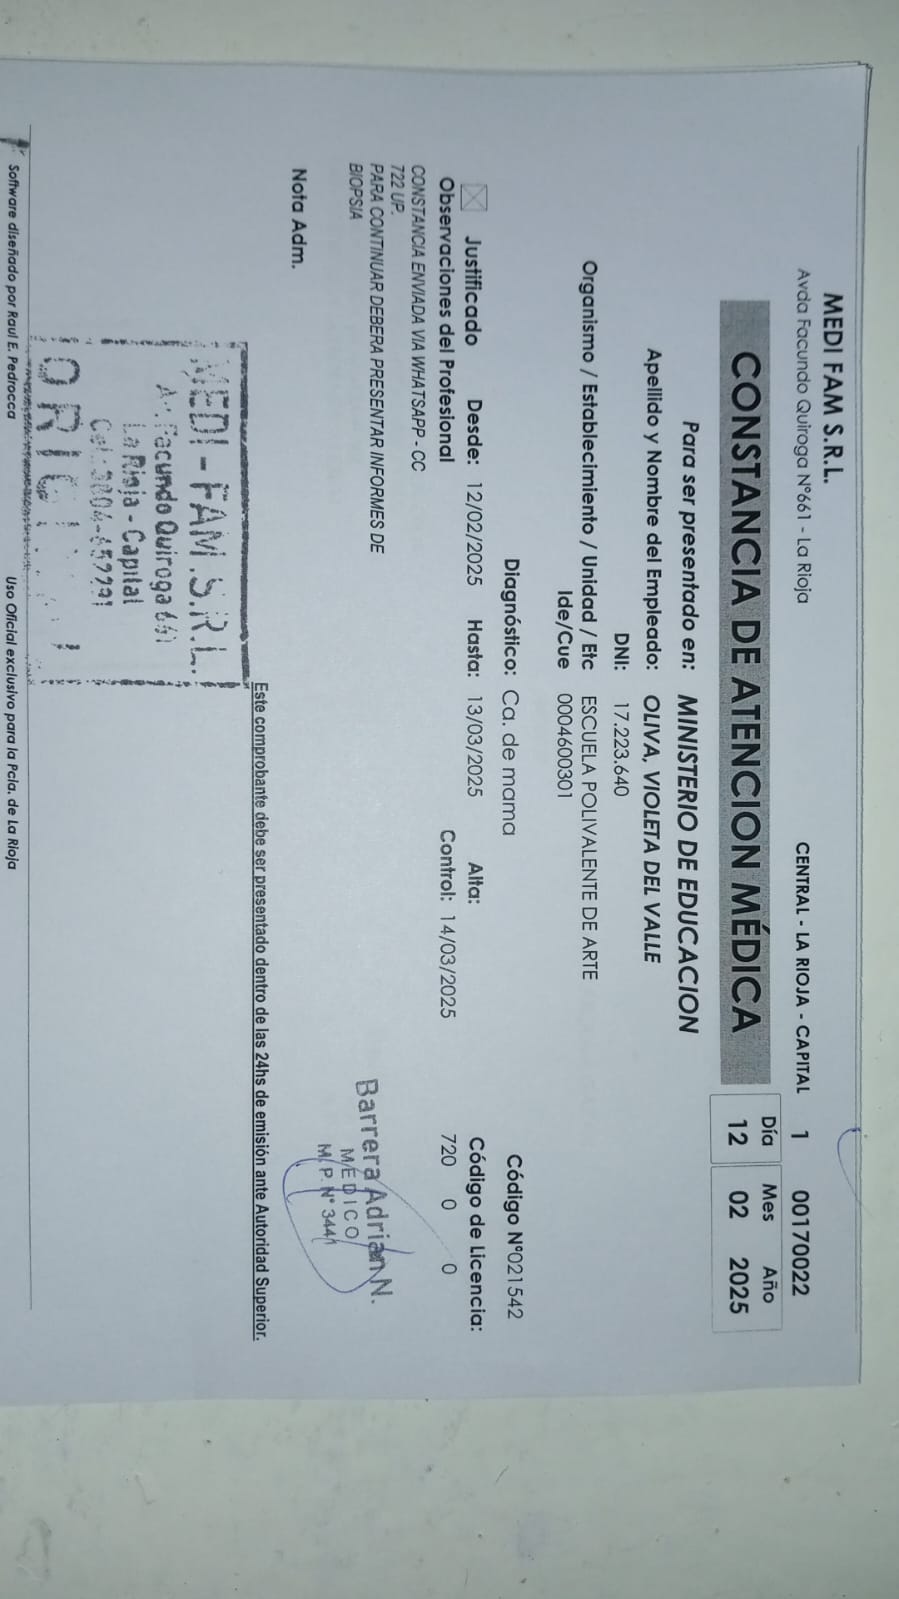 MEDI FAM S.R.L.
Avda Facundo Quiroga N°661 - La Rioja
CENTRAL - LA RIOJA - CAPITAL 1 00170022
CONSTANCIA DE ATENCION MÉDICA
Día Mes Año
12 02 2025
Para ser presentado en: MINISTERIO DE EDUCACION
Apellido y Nombre del Empleado: OLIVA, VIOLETA DEL VALLE
DNI: 17.223.640
Organismo / Establecimiento / Unidad / Etc ESCUELA POLIVALENTE DE ARTE
Ide/Cue 0004600301
Diagnóstico: Ca. de mama
Código N°021542
Justificado Desde: 12/02/2025 Hasta: 13/03/2025 Alta:
Código de Licencia:
Observaciones del Profesional
Control: 14/03/2025
720 0 0
CONSTANCIA ENVIADA VIA WHATSAPP - CC
722 UP.
PARA CONTINUAR DEBERA PRESENTAR INFORMES DE
BIOPSIA
Barrera Adrian N.
MEDICO
M.P. N° 3444
Nota Adm.
Este comprobante debe ser presentado dentro de las 24hs de emisión ante Autoridad Superior.
MEDI - FAM.S.R.L.
Av. Facundo Quiroga 661
La Rioja - Capital
Software diseñado por Raul E. Pedrocca
Uso Oficial exclusivo para la Pcia. de La Rioja